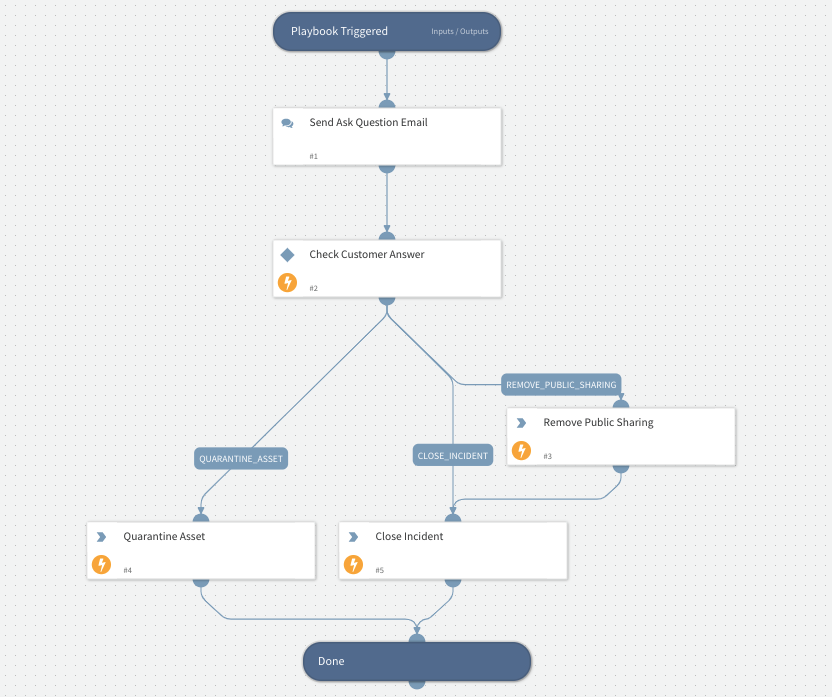 Playbook Triggered
Inputs / Outputs
Send Ask Question Email
#1
Check Customer Answer
#2
REMOVE_PUBLIC_SHARING
Remove Public Sharing
#3
QUARANTINE_ASSET
CLOSE_INCIDENT
Quarantine Asset
#4
Close Incident
#5
Done